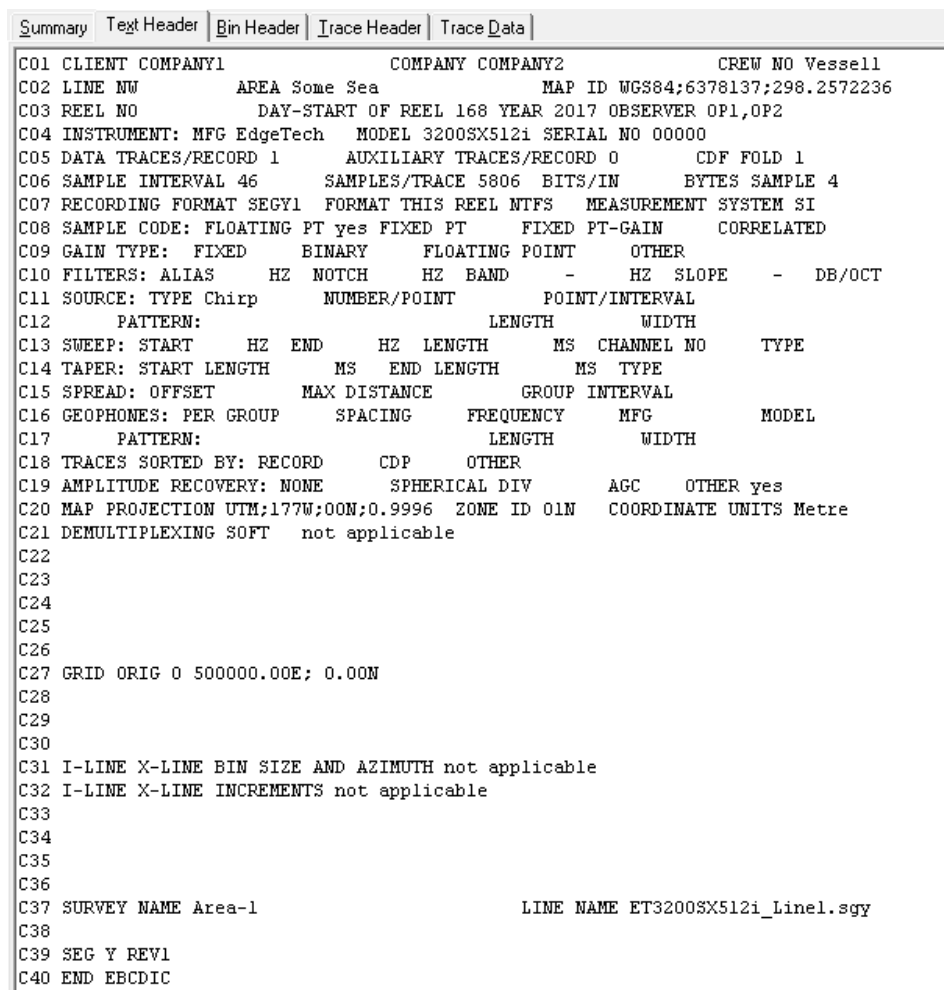 Summary Text Header Bin Header Trace Header Trace Data
C01 CLIENT COMPANY1 COMPANY COMPANY2 CREW NO Vessel1
C02 LINE NW AREA Some Sea MAP ID WGS84;6378137;298.2572236
C03 REEL NO DAY-START OF REEL 168 YEAR 2017 OBSERVER OP1,OP2
C04 INSTRUMENT: MFG EdgeTech MODEL 3200SX512i SERIAL NO 00000
C05 DATA TRACES/RECORD 1 AUXILIARY TRACES/RECORD 0 CDF FOLD 1
C06 SAMPLE INTERVAL 46 SAMPLES/TRACE 5806 BITS/IN BYTES SAMPLE 4
C07 RECORDING FORMAT SEGY1 FORMAT THIS REEL NTFS MEASUREMENT SYSTEM SI
C08 SAMPLE CODE: FLOATING PT yes FIXED PT FIXED PT-GAIN CORRELATED
C09 GAIN TYPE: FIXED BINARY FLOATING POINT OTHER
C10 FILTERS: ALIAS HZ NOTCH HZ BAND - HZ SLOPE - DB/OCT
C11 SOURCE: TYPE Chirp NUMBER/POINT POINT/INTERVAL
C12 PATTERN: LENGTH WIDTH
C13 SWEEP: START HZ END HZ LENGTH MS CHANNEL NO TYPE
C14 TAPER: START LENGTH MS END LENGTH MS TYPE
C15 SPREAD: OFFSET MAX DISTANCE GROUP INTERVAL
C16 GEOPHONES: PER GROUP SPACING FREQUENCY MFG MODEL
C17 PATTERN: LENGTH WIDTH
C18 TRACES SORTED BY: RECORD CDP OTHER
C19 AMPLITUDE RECOVERY: NONE SPHERICAL DIV AGC OTHER yes
C20 MAP PROJECTION UTM;177W;00N;0.9996 ZONE ID 01N COORDINATE UNITS Metre
C21 DEMULTIPLEXING SOFT not applicable
C22
C23
C24
C25
C26
C27 GRID ORIG 0 500000.00E; 0.00N
C28
C29
C30
C31 I-LINE X-LINE BIN SIZE AND AZIMUTH not applicable
C32 I-LINE X-LINE INCREMENTS not applicable
C33
C34
C35
C36
C37 SURVEY NAME Area-1 LINE NAME ET3200SX512i_Line1.sgy
C38
C39 SEG Y REV1
C40 END EBCDIC